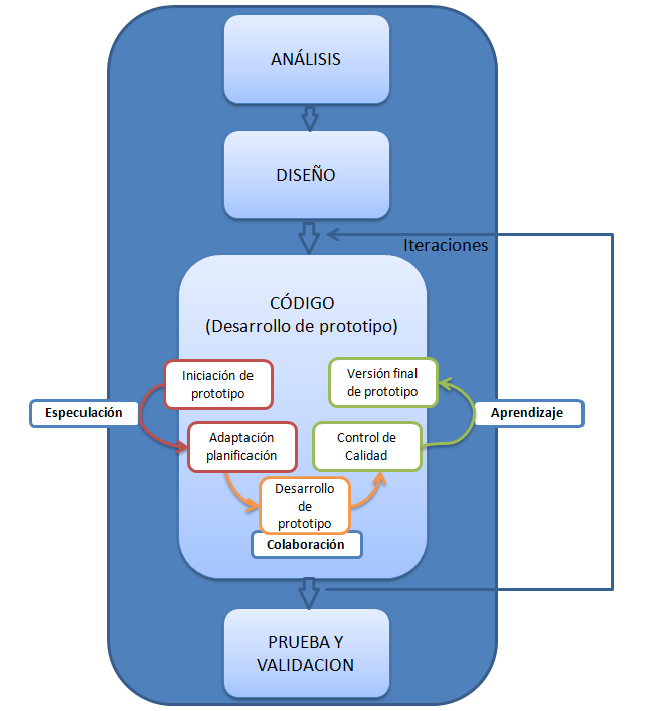 ANÁLISIS
DISEÑO
Iteraciones
CÓDIGO
(Desarrollo de prototipo)
Iniciación de
prototipo
Versión final
de prototipo
Especulación
Aprendizaje
Adaptación
planificación
Control de
Calidad
Desarrollo
de
prototipo
Colaboración
PRUEBA Y
VALIDACION